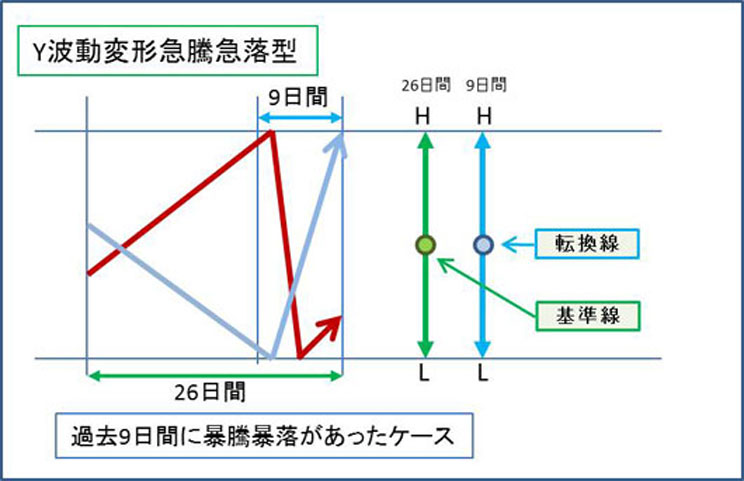 Y波動変形急騰急落型
9日間
26日間 9日間
H H
転換線
基準線
L L
26日間
過去9日間に暴騰暴落があったケース